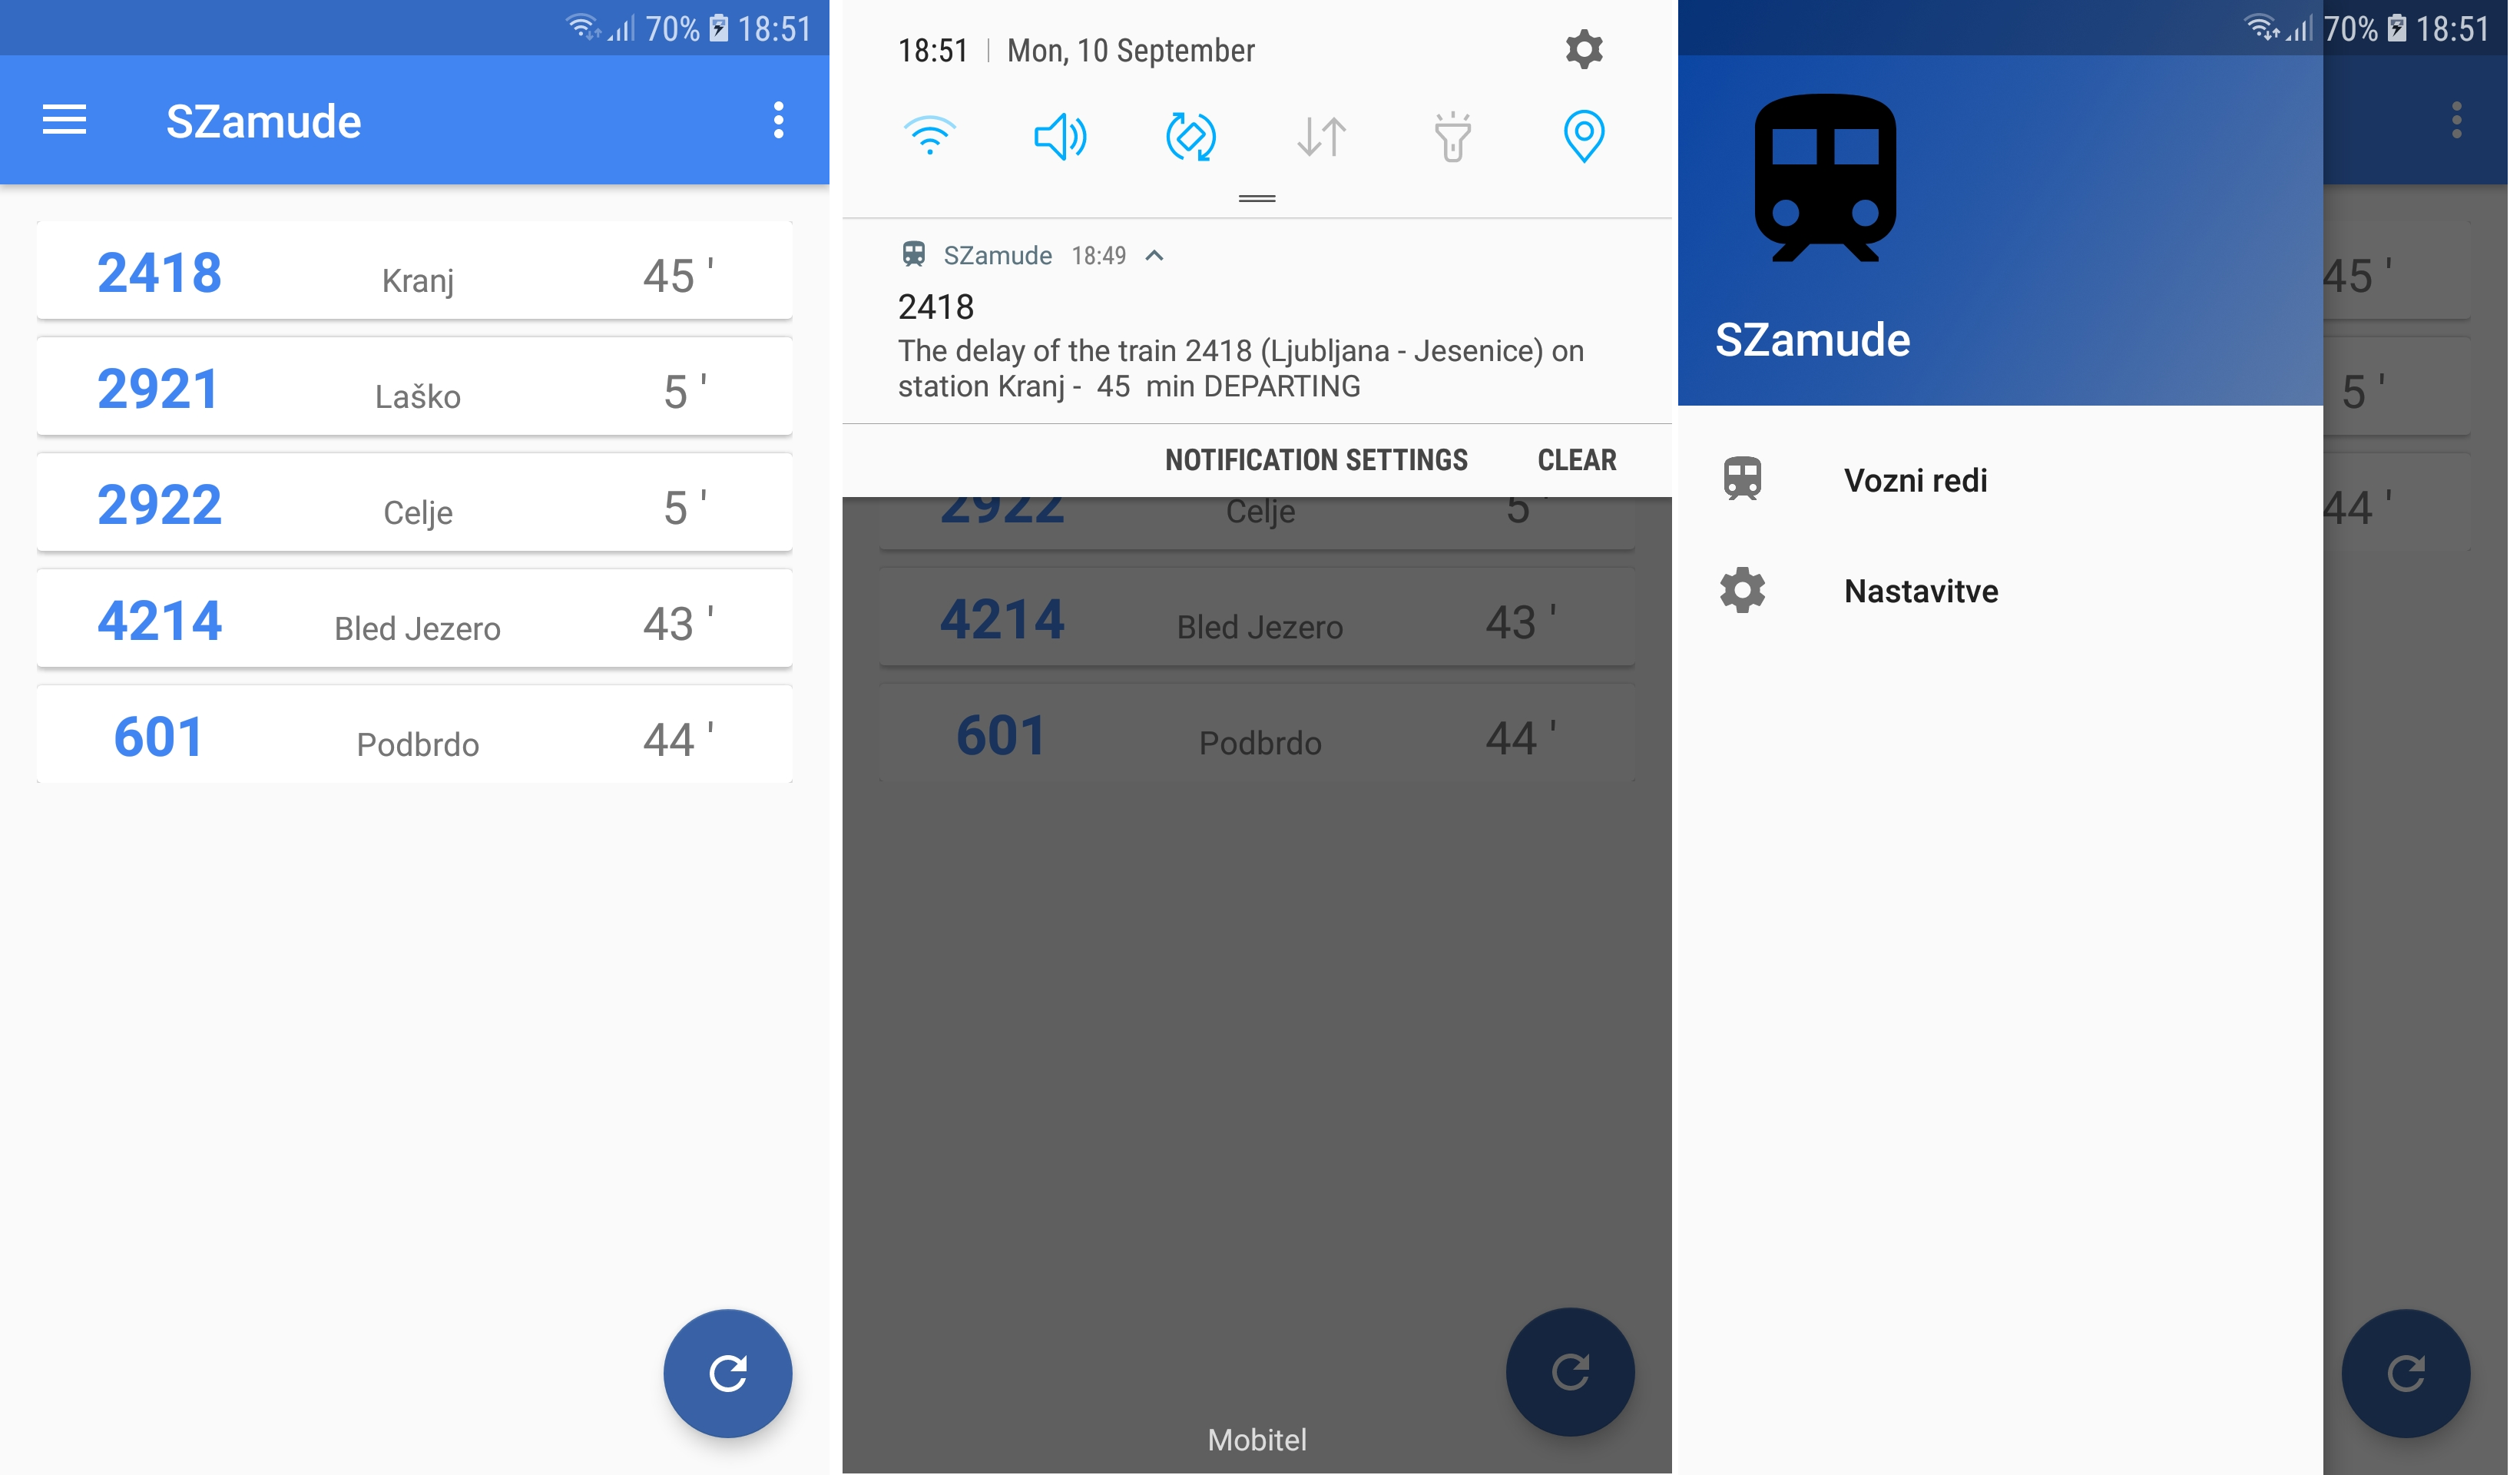 70% 18:51
SZamude
2418 Kranj 45 '
2921 Laško 5 '
2922 Celje 5 '
4214 Bled Jezero 43 '
601 Podbrdo 44 '
18:51 | Mon, 10 September
SZamude 18:49
2418
The delay of the train 2418 (Ljubljana - Jesenice) on
station Kranj - 45 min DEPARTING
NOTIFICATION SETTINGS CLEAR
2922 Celje 5 '
4214 Bled Jezero 43 '
601 Podbrdo 44 '
Mobitel
70% 18:51
SZamude
Vozni redi
Nastavitve
45 '
5 '
44 '